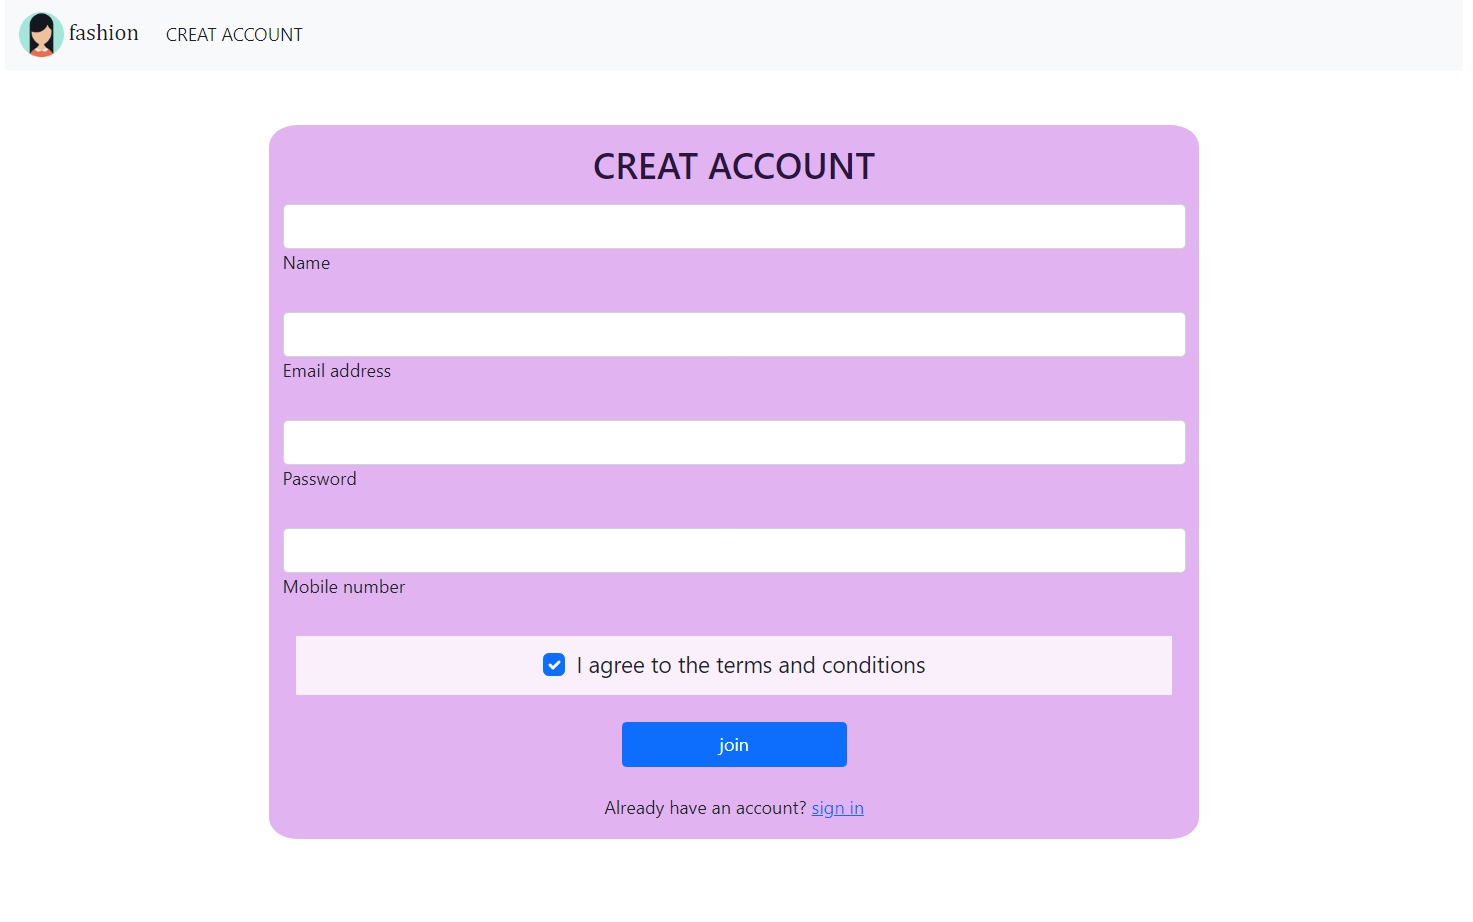 fashion CREAT ACCOUNT
CREAT ACCOUNT
Name
Email address
Password
Mobile number
I agree to the terms and conditions
join
Already have an account? sign in